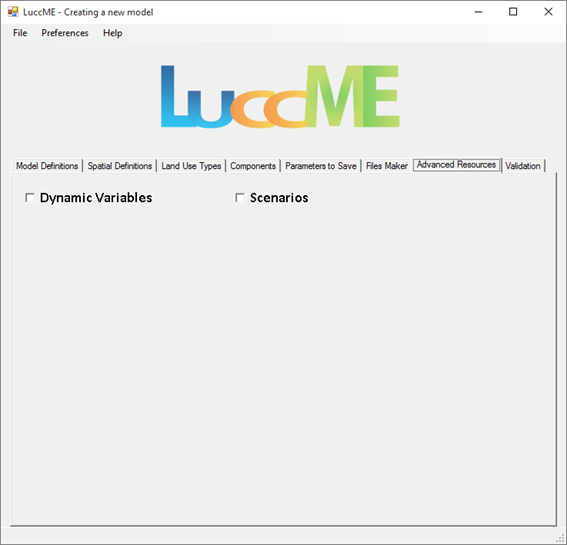 LuccME - Creating a new model
File Preferences Help
LuccME
Model Definitions Spatial Definitions Land Use Types Components Parameters to Save Files Maker Advanced Resources Validation
Dynamic Variables Scenarios